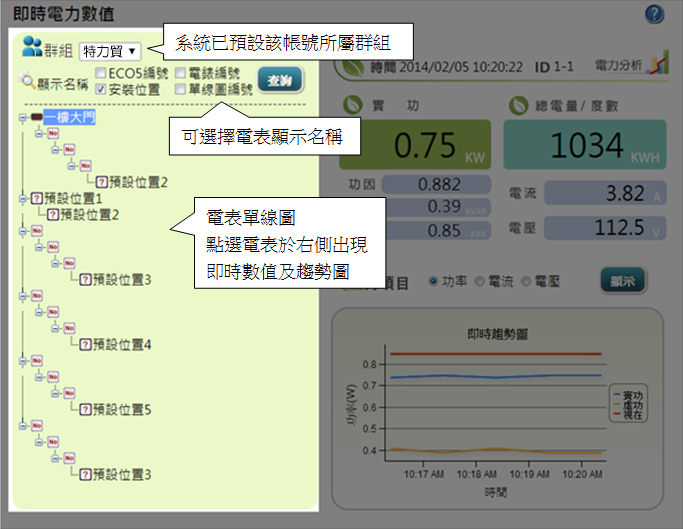 即時電力數值
群組 特力貿
系統已預設該帳號所屬群組
顯示名稱 ECO5編號 電錶編號
安裝位置 單線圖編號
查詢
可選擇電表顯示名稱
一樓大門
No
No
No
預設位置2
預設位置1
預設位置2
No
No
No
預設位置3
No
No
No
預設位置4
No
No
No
預設位置5
No
No
No
預設位置3
電表單線圖
點選電表於右側出現
即時數值及趨勢圖
時間 2014/02/05 10:20:22 ID 1-1 電力分析
實 功
0.75 KW
總電量/度數
1034 KWH
功因 0.882
0.39 KVAR
0.85 KVA
電流 3.82 A
電壓 112.5 V
項目 功率 電流 電壓 顯示
即時趨勢圖
功率(W)
0.8
0.7
0.6
0.5
0.4
10:17 AM 10:18 AM 10:19 AM 10:20 AM
時間
實功
虛功
視在